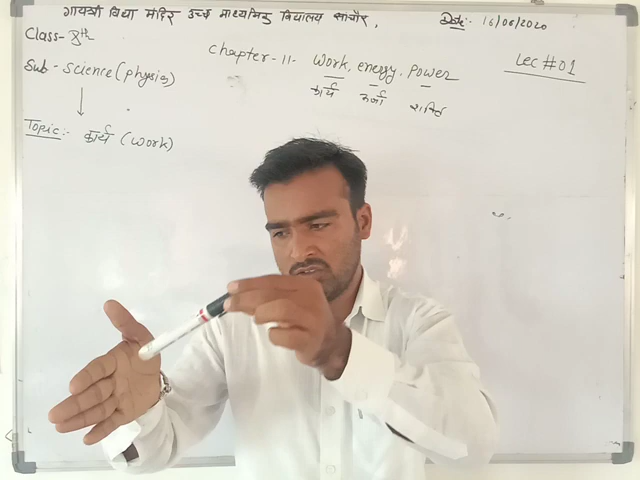 गायत्री विद्या मंदिर उच्च माध्यमिक विद्यालय सांचौर, Date:- 16/06/2020
Class- 8th
Chapter-11- Work, energy, Power Lec #01
Sub - Science (physics)
कार्य ऊर्जा शक्ति
Topic:- कार्य (Work)